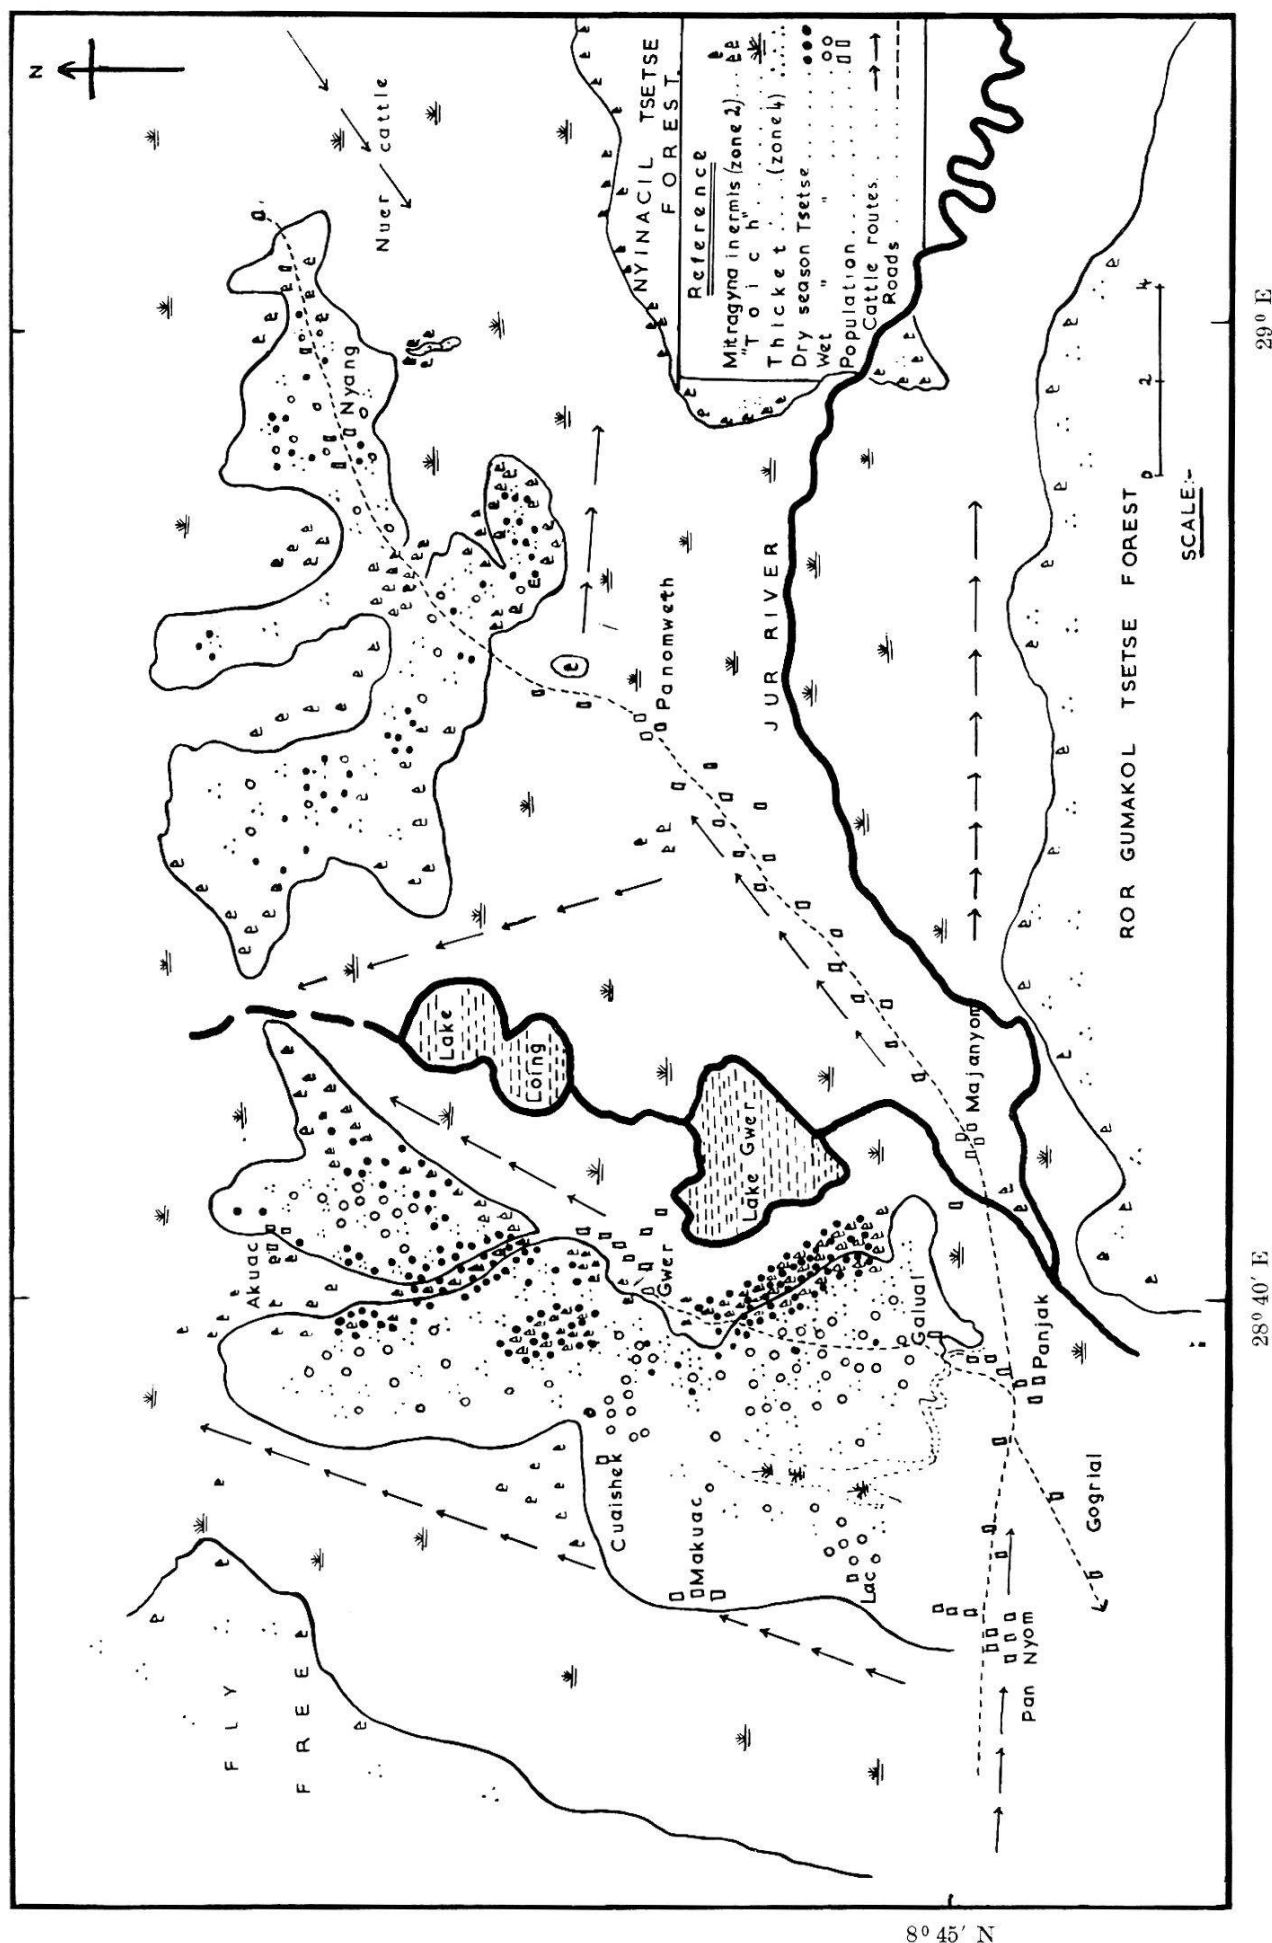 N
Nuer cattle
NYINACIL TSETSE
FOREST.
Reference
Mitragyna inermis (zone 2)...
"Toich"..........
Thicket....(zone 4)
Dry season Tsetse......
Wet " "
Population..........
Cattle routes.......
Roads..........
Nyang
Panomweth
JUR RIVER
Lake
Loing
Lake Gwer
Majanyom
ROR GUMAKOL TSETSE FOREST
SCALE:-
0 2 4
Akuac
Gwer
Galual
Panjak
Cuaishek
Makuac
Lac
Gogrial
Pan Nyom
FLY
FREE
29° E
28° 40′ E
8° 45′ N